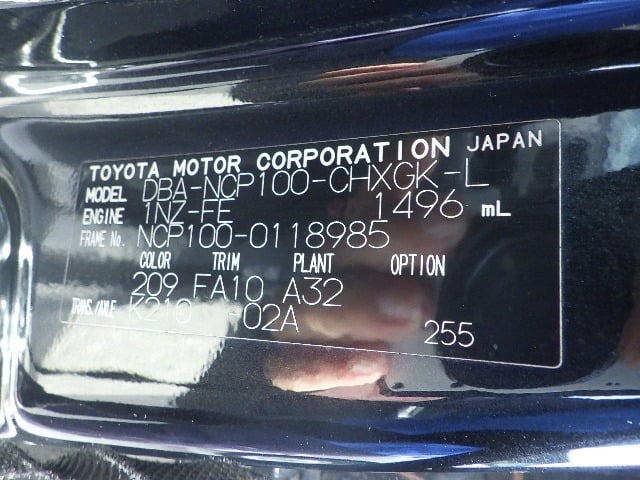 TOYOTA MOTOR CORPORATION JAPAN
MODEL DBA-NCP100-CHXGK-L
ENGINE 1NZ-FE 1496 mL
FRAME No. NCP100-0118985
COLOR TRIM PLANT OPTION
209 FA10 A32
TRANS./AXLE K210 -02A
255